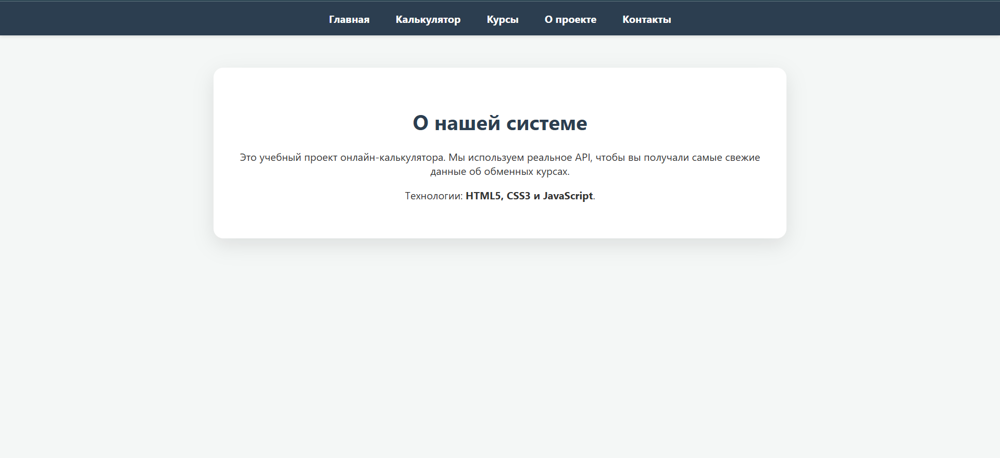 Главная Калькулятор Курсы О проекте Контакты
О нашей системе
Это учебный проект онлайн-калькулятора. Мы используем реальное API, чтобы вы получали самые свежие
данные об обменных курсах.
Технологии: HTML5, CSS3 и JavaScript.